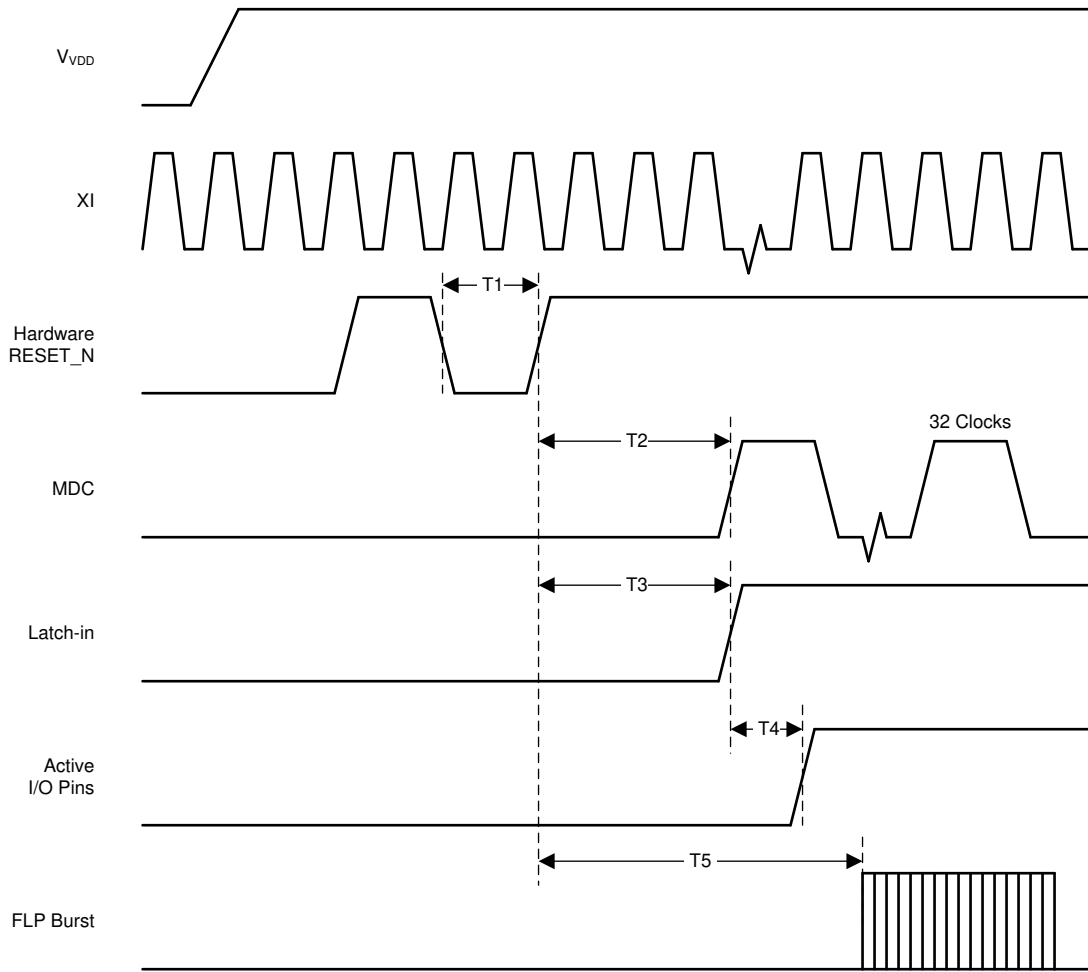 VVDD
XI
T1
Hardware
RESET_N
32 Clocks
T2
MDC
T3
Latch-in
T4
Active
I/O Pins
T5
FLP Burst